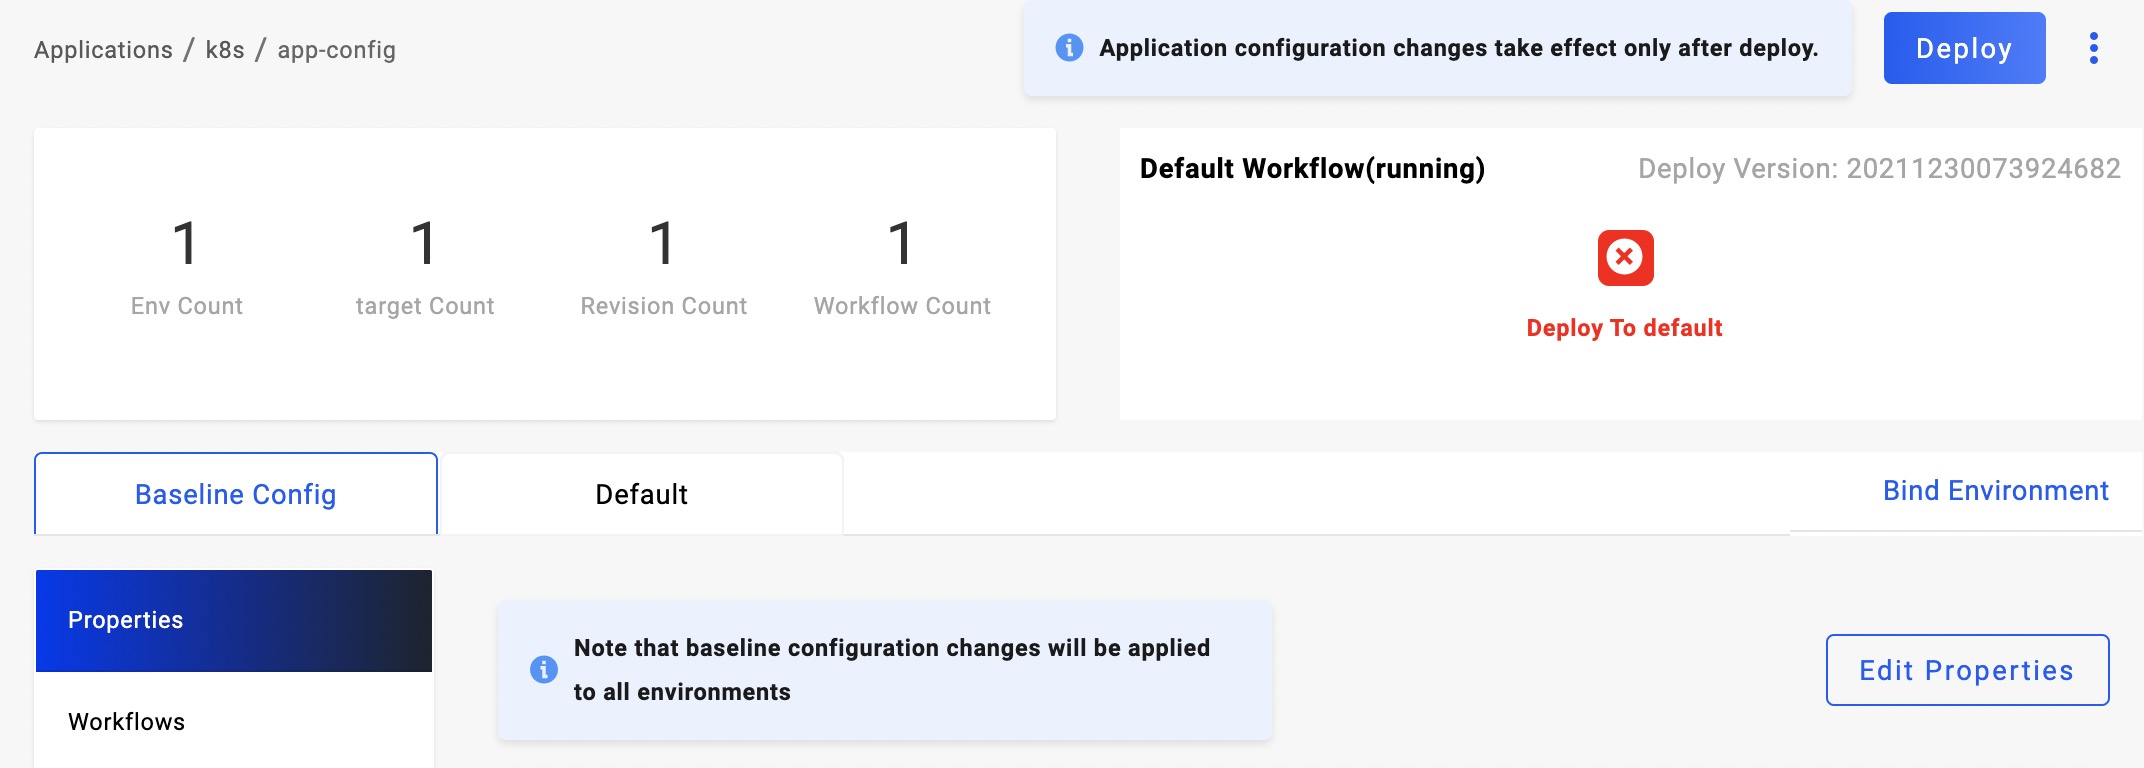 Applications / k8s / app-config
Application configuration changes take effect only after deploy.
Deploy
1
Env Count
1
target Count
1
Revision Count
1
Workflow Count
Default Workflow(running)
Deploy Version: 20211230073924682
Deploy To default
Baseline Config
Default
Bind Environment
Properties
Workflows
Note that baseline configuration changes will be applied
to all environments
Edit Properties